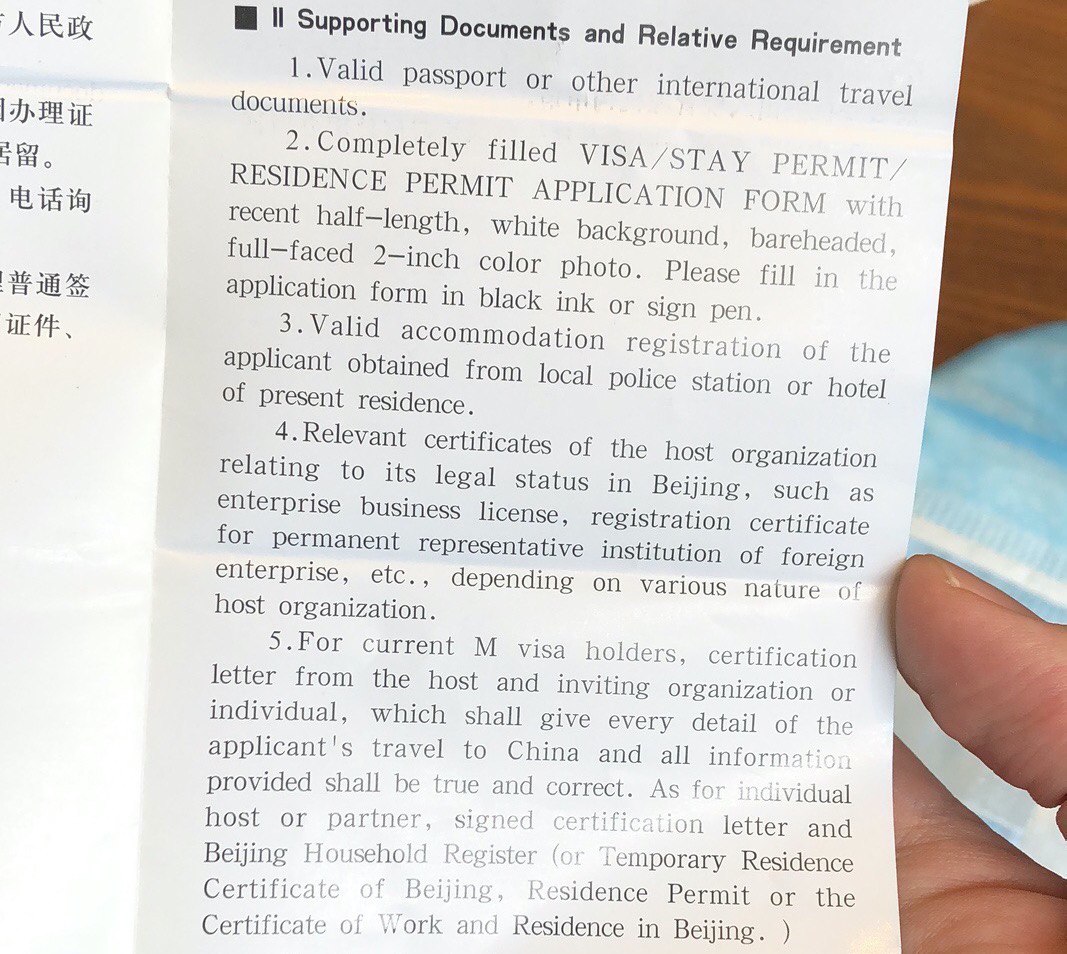 人民政
办理证
居留。
电话询
普通签
证件、
■ II Supporting Documents and Relative Requirement
1.Valid passport or other international travel
documents.
2.Completely filled VISA/STAY PERMIT/
RESIDENCE PERMIT APPLICATION FORM with
recent half-length, white background, bareheaded,
full-faced 2-inch color photo. Please fill in the
application form in black ink or sign pen.
3.Valid accommodation registration of the
applicant obtained from local police station or hotel
of present residence.
4.Relevant certificates of the host organization
relating to its legal status in Beijing, such as
enterprise business license, registration certificate
for permanent representative institution of foreign
enterprise, etc., depending on various nature of
host organization.
5.For current M visa holders, certification
letter from the host and inviting organization or
individual, which shall give every detail of the
applicant's travel to China and all information
provided shall be true and correct. As for individual
host or partner, signed certification letter and
Beijing Household Register (or Temporary Residence
Certificate of Beijing, Residence Permit or the
Certificate of Work and Residence in Beijing. )